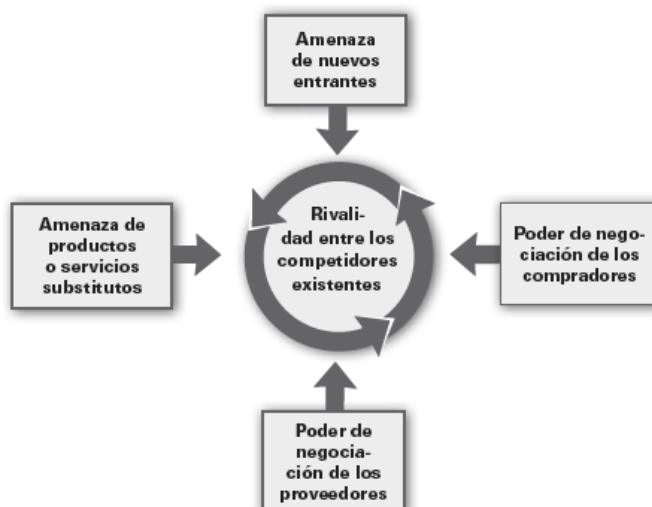 Amenaza
de nuevos
entrantes
Amenaza de
productos
o servicios
substitutos
Rivali-
dad entre los
competidores
existentes
Poder de nego-
ciación de los
compradores
Poder de
negocia-
ción de los
proveedores